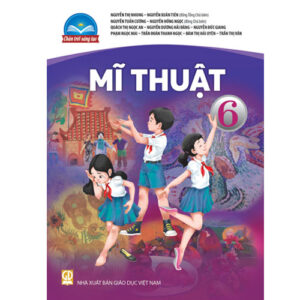 NGUYỄN THỊ NHUNG – NGUYỄN XUÂN TIÊN (Đồng Tổng Chủ biên)
NGUYỄN TUẤN CƯỜNG – NGUYỄN HỒNG NGỌC (Đồng Chủ biên)
QUÁCH THỊ NGỌC AN – NGUYỄN DƯƠNG HẢI ĐĂNG – NGUYỄN ĐỨC GIANG
PHẠM NGỌC MAI – TRẦN ĐOÀN THANH NGỌC – ĐÀM THỊ HẢI UYÊN – TRẦN THỊ VÂN
Chân trời sáng tạo
MĨ THUẬT
6
NHÀ XUẤT BẢN GIÁO DỤC VIỆT NAM